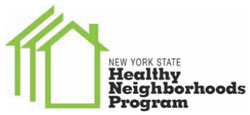 NEW YORK STATE
Healthy
Neighborhoods
Program